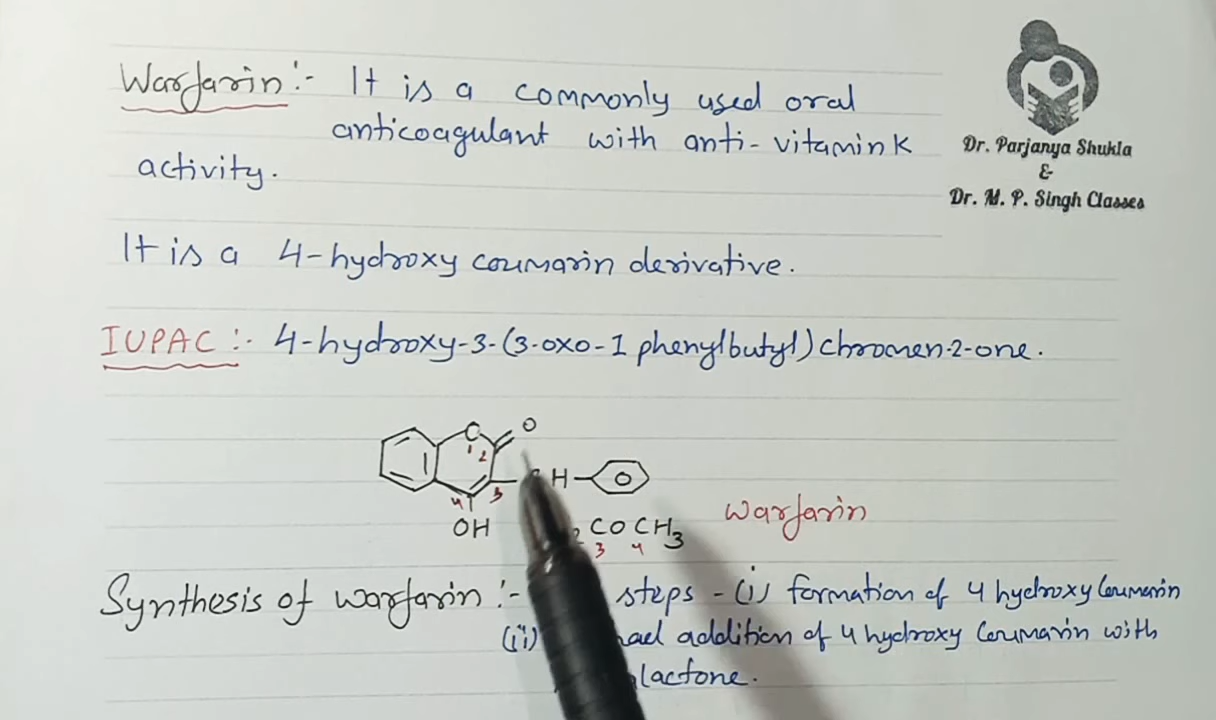 Warfarin :- It is a commonly used oral
anticoagulant with anti-vitamin K
activity.
Dr. Parjanya Shukla
&
Dr. M. P. Singh Classes
It is a 4-hydroxy coumarin derivative.
IUPAC :- 4-hydroxy-3-(3-oxo-1 phenylbutyl) chromen-2-one.
O
O
1 2
H
4 3
OH
COCH3
3 4
Warfarin
Synthesis of warfarin :- steps - (i) formation of 4 hydroxy Coumarin
(ii) addition of 4 hydroxy Coumarin with